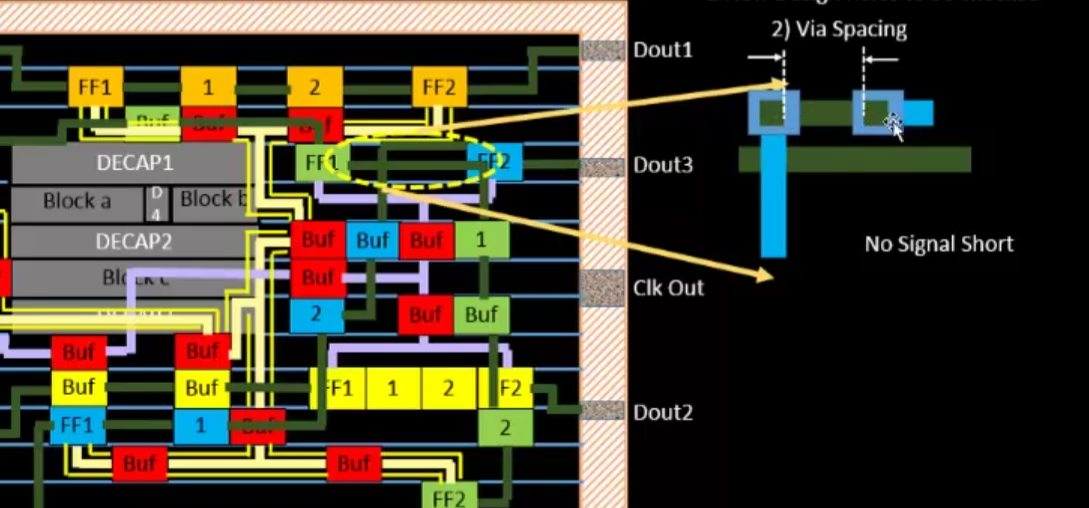 2) Via Spacing
Dout1
FF1 1 2 FF2
Buf Buf Buf
DECAP1 FF1 FF2 Dout3
Block a D4 Block b
DECAP2 Buf Buf Buf 1
No Signal Short
Block c Buf
Clk Out
2 Buf Buf
Buf Buf
Buf Buf FF1 1 2 F2
Dout2
FF1 1 Buf 2
Buf Buf
FF2